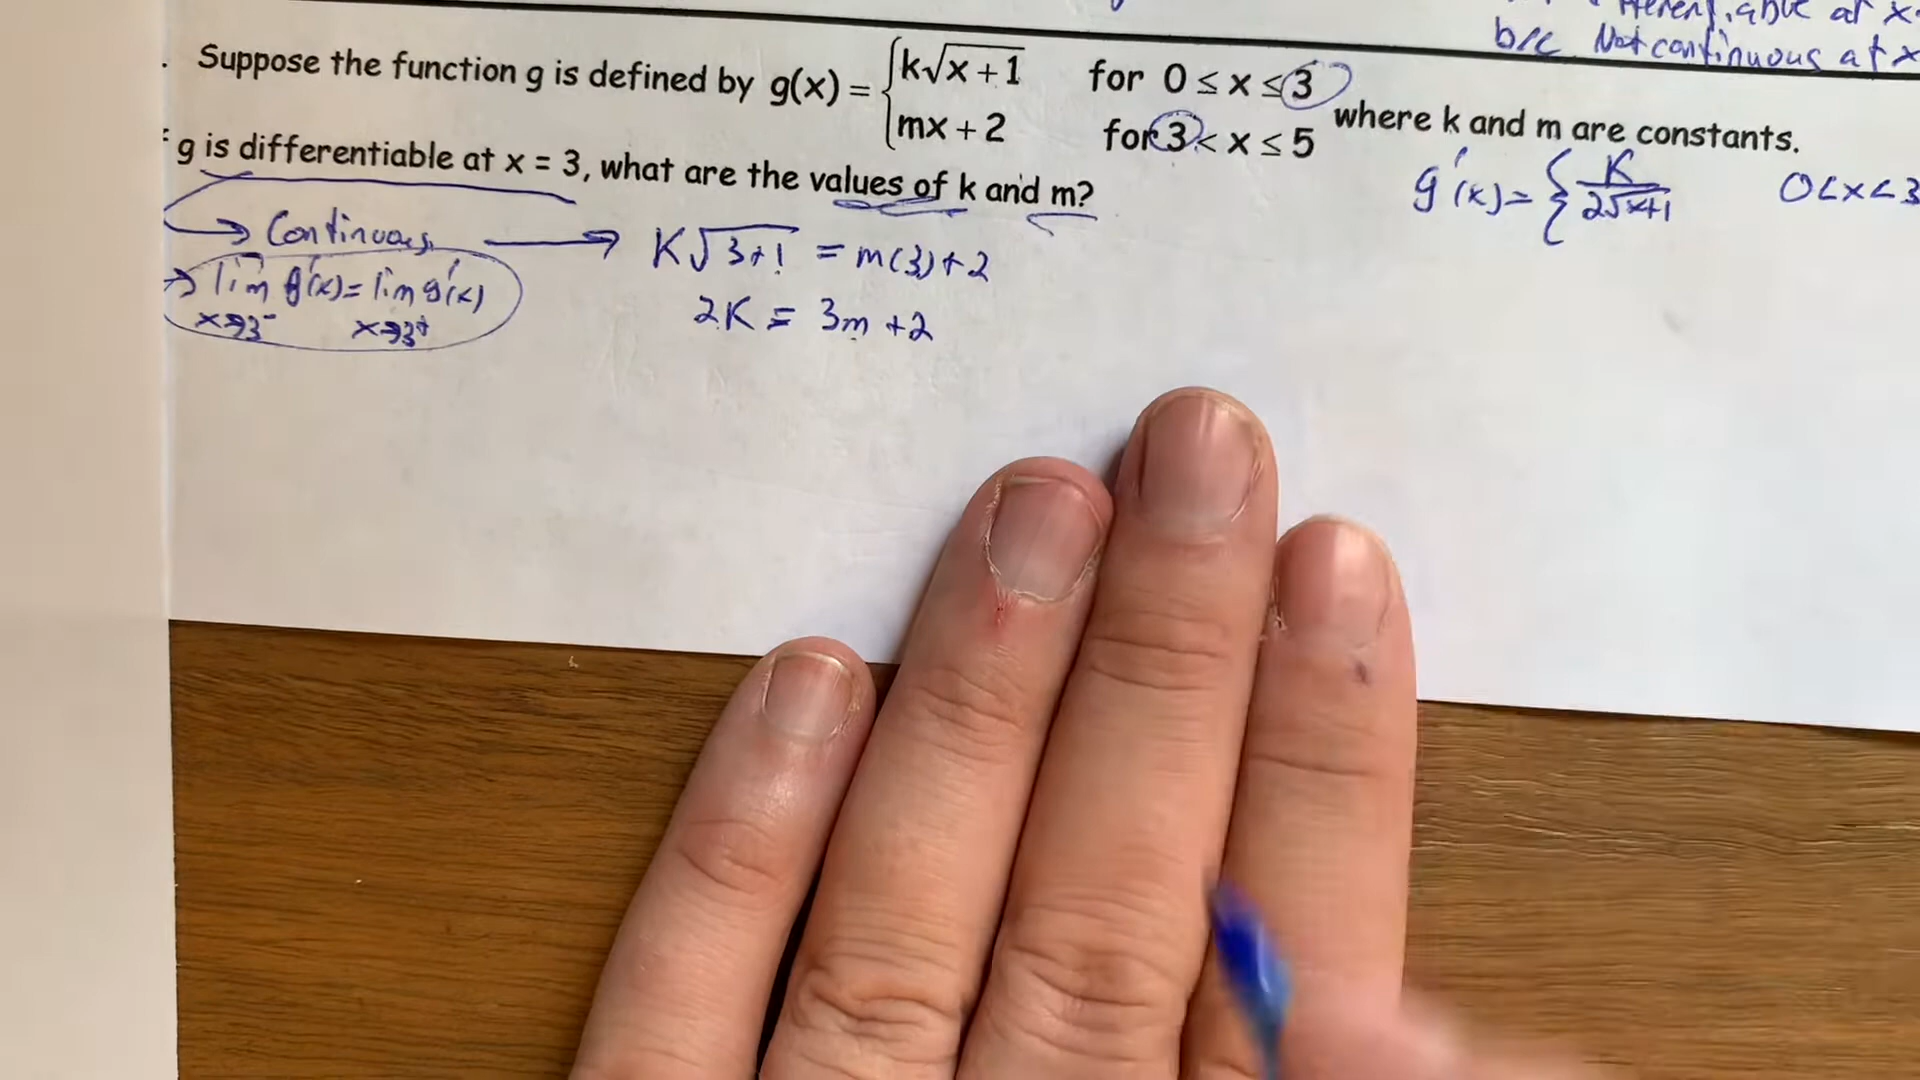 b/c Not continuous at x
. Suppose the function g is defined by g(x) = { k√x + 1 for 0 ≤ x ≤ 3
mx + 2 for 3 < x ≤ 5
where k and m are constants.
g is differentiable at x = 3, what are the values of k and m?
g'(x) = { K/2√x+1 0<x<3
→ Continuous → K√3+1 = m(3)+2
→ lim g'(x) = lim g'(x)
x→3⁻ x→3⁺
2K = 3m +2